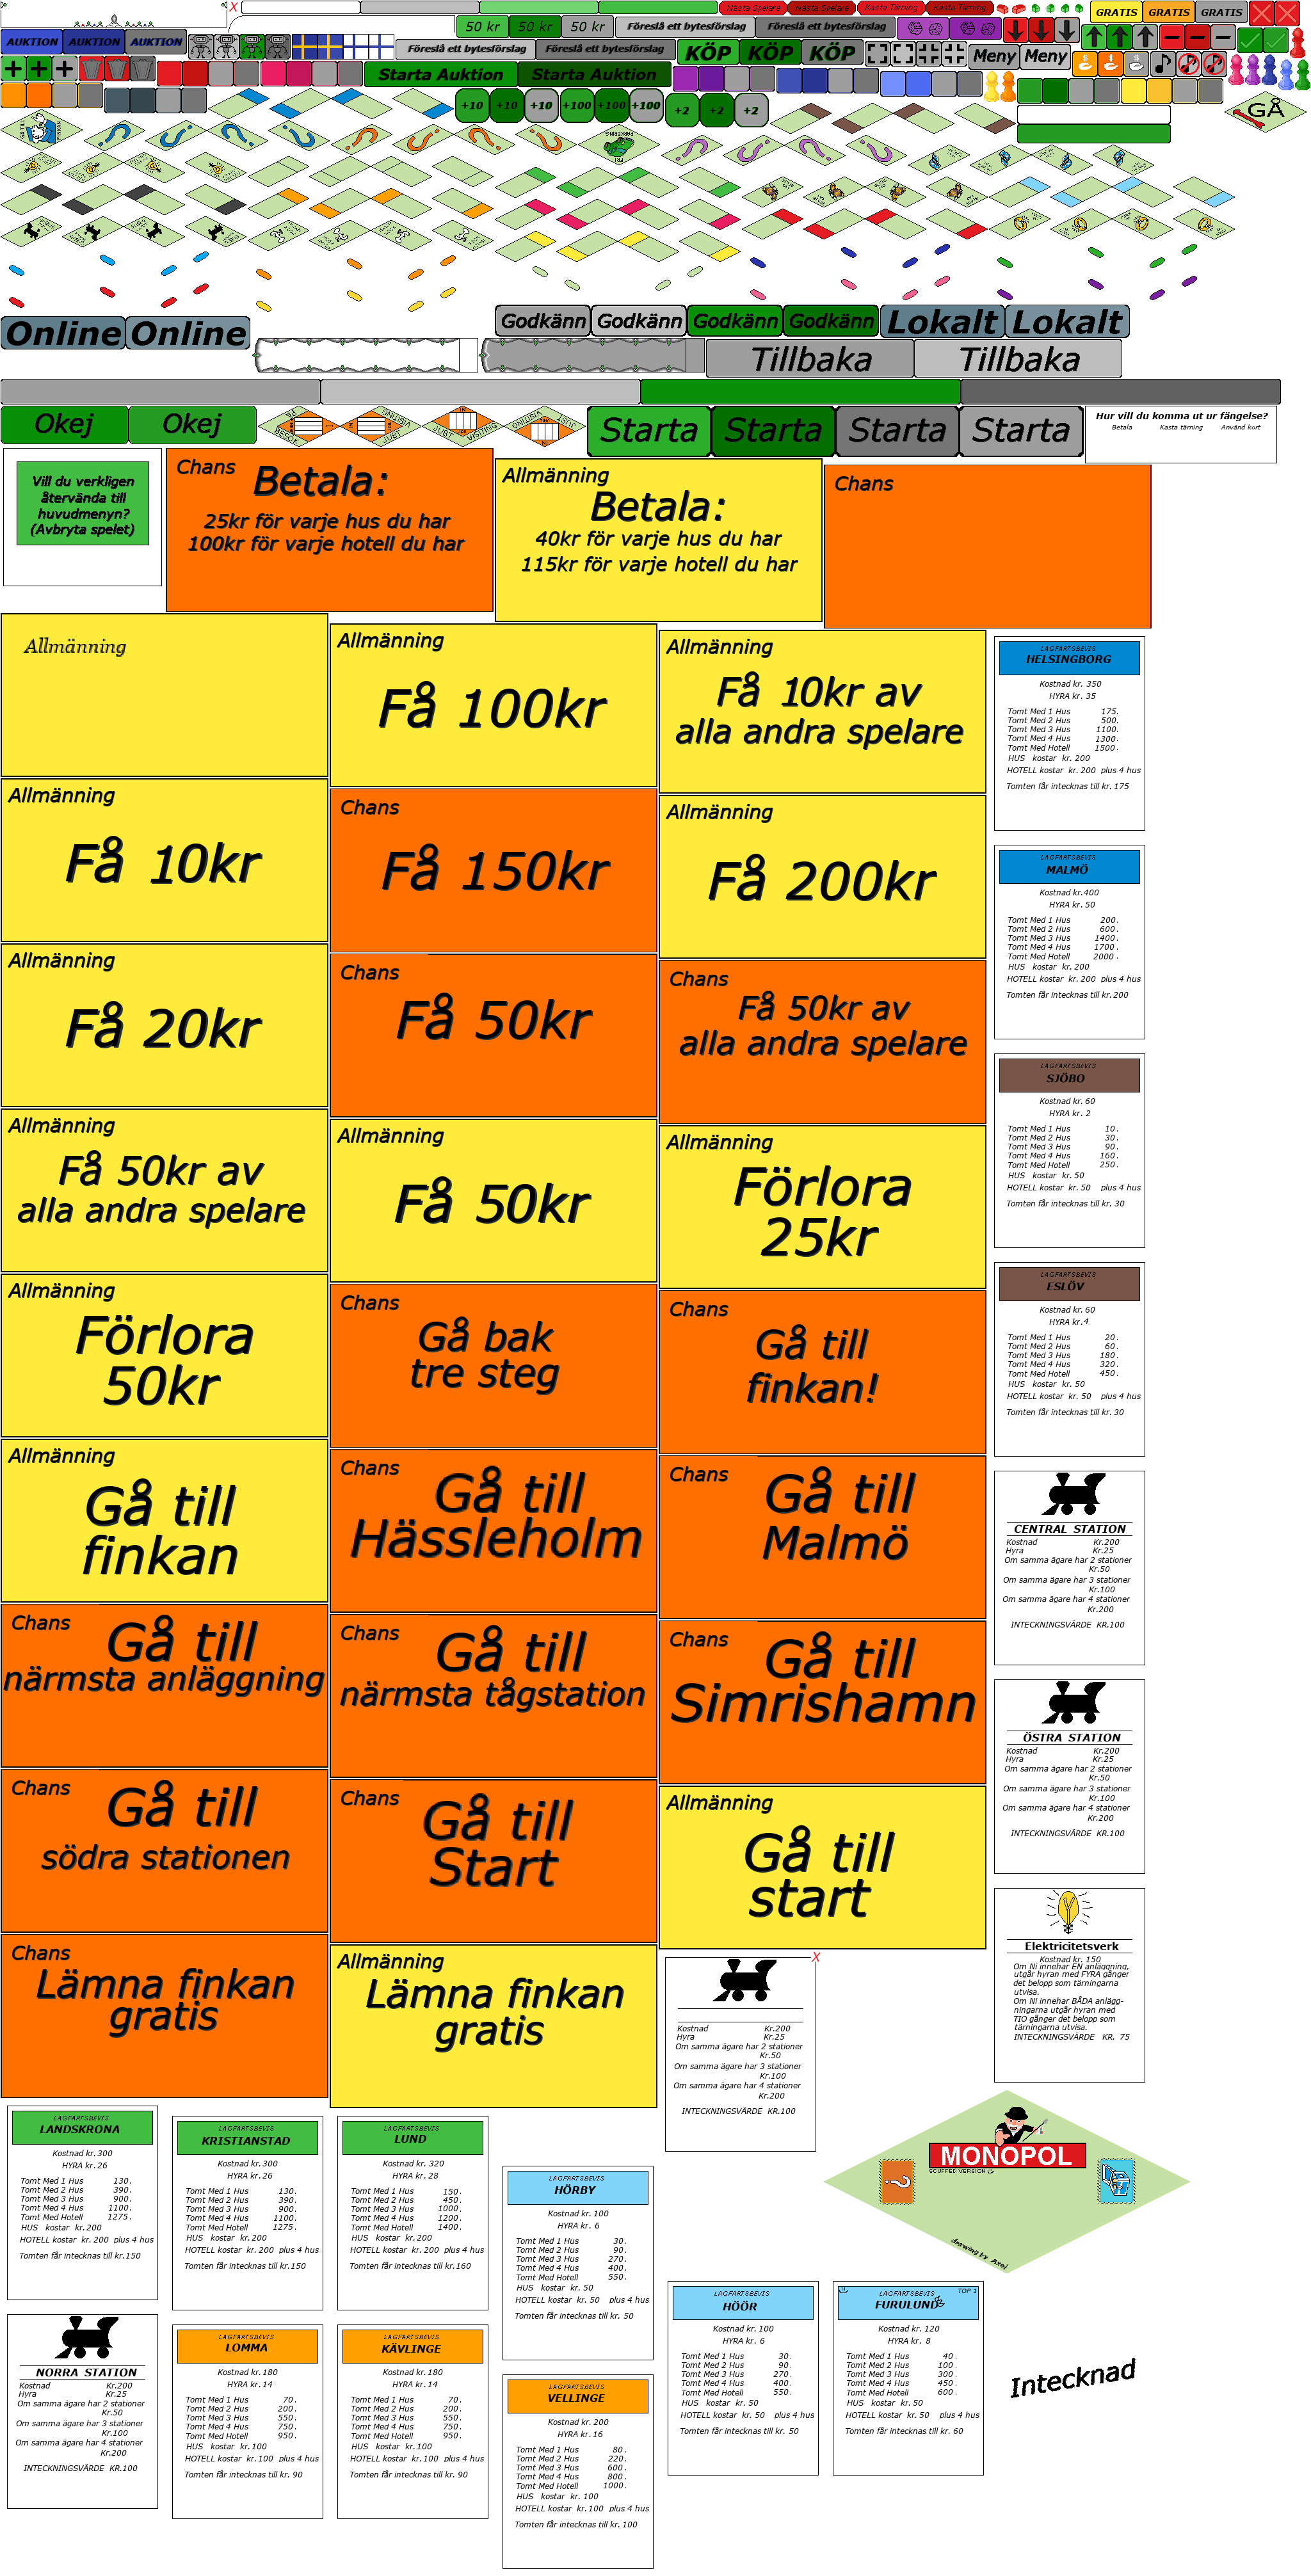 X
Nästa Spelare
Nästa Spelare
Kasta Tärning
Kasta Tärning
GRATIS
GRATIS
GRATIS
50 kr
50 kr
50 kr
Föreslå ett bytesförslag
Föreslå ett bytesförslag
AUKTION
AUKTION
AUKTION
Föreslå ett bytesförslag
Föreslå ett bytesförslag
KÖP
KÖP
KÖP
Meny
Meny
Starta Auktion
Starta Auktion
+10
+10
+10
+100
+100
+100
+2
+2
+2
GÅ
GÅ TILL
FINKAN
FRI
PARKERING
Online
Online
Godkänn
Godkänn
Godkänn
Godkänn
Lokalt
Lokalt
Tillbaka
Tillbaka
Okej
Okej
PÅ
BESÖK
JUST
VISITING
JUST
VISITING
JUST
VISITING
Starta
Starta
Starta
Starta
Hur vill du komma ut ur fängelse?
Betala Kasta tärning Använd kort
Vill du verkligen
återvända till
huvudmenyn?
(Avbryta spelet)
Chans
Betala:
25kr för varje hus du har
100kr för varje hotell du har
Allmänning
Betala:
40kr för varje hus du har
115kr för varje hotell du har
Chans
Allmänning
Allmänning
Få 100kr
Allmänning
Få 10kr av
alla andra spelare
LAGFARTSBEVIS
HELSINGBORG
Kostnad kr. 350
HYRA kr. 35
Tomt Med 1 Hus 175.
Tomt Med 2 Hus 500.
Tomt Med 3 Hus 1100.
Tomt Med 4 Hus 1300.
Tomt Med Hotell 1500.
HUS kostar kr. 200
HOTELL kostar kr. 200 plus 4 hus
Tomten får intecknas till kr. 175
Allmänning
Få 10kr
Chans
Få 150kr
Allmänning
Få 200kr
LAGFARTSBEVIS
MALMÖ
Kostnad kr.400
HYRA kr. 50
Tomt Med 1 Hus 200.
Tomt Med 2 Hus 600.
Tomt Med 3 Hus 1400.
Tomt Med 4 Hus 1700.
Tomt Med Hotell 2000.
HUS kostar kr. 200
HOTELL kostar kr. 200 plus 4 hus
Tomten får intecknas till kr. 200
Allmänning
Få 20kr
Chans
Få 50kr
Chans
Få 50kr av
alla andra spelare
LAGFARTSBEVIS
SJÖBO
Kostnad kr. 60
HYRA kr. 2
Tomt Med 1 Hus 10.
Tomt Med 2 Hus 30.
Tomt Med 3 Hus 90.
Tomt Med 4 Hus 160.
Tomt Med Hotell 250.
HUS kostar kr. 50
HOTELL kostar kr. 50 plus 4 hus
Tomten får intecknas till kr. 30
Allmänning
Få 50kr av
alla andra spelare
Allmänning
Få 50kr
Allmänning
Förlora
25kr
LAGFARTSBEVIS
ESLÖV
Kostnad kr. 60
HYRA kr. 4
Tomt Med 1 Hus 20.
Tomt Med 2 Hus 60.
Tomt Med 3 Hus 180.
Tomt Med 4 Hus 320.
Tomt Med Hotell 450.
HUS kostar kr. 50
HOTELL kostar kr. 50 plus 4 hus
Tomten får intecknas till kr. 30
Allmänning
Förlora
50kr
Chans
Gå bak
tre steg
Chans
Gå till
finkan!
Allmänning
Gå till
finkan
Chans
Gå till
Hässleholm
Chans
Gå till
Malmö
CENTRAL STATION
Kostnad Kr.200
Hyra Kr.25
Om samma ägare har 2 stationer
Kr.50
Om samma ägare har 3 stationer
Kr.100
Om samma ägare har 4 stationer
Kr.200
INTECKNINGSVÄRDE KR.100
Chans
Gå till
närmsta anläggning
Chans
Gå till
närmsta tågstation
Chans
Gå till
Simrishamn
ÖSTRA STATION
Kostnad Kr.200
Hyra Kr.25
Om samma ägare har 2 stationer
Kr.50
Om samma ägare har 3 stationer
Kr.100
Om samma ägare har 4 stationer
Kr.200
INTECKNINGSVÄRDE KR.100
Chans
Gå till
södra stationen
Chans
Gå till
Start
Allmänning
Gå till
start
Elektricitetsverk
Kostnad kr. 150
Om Ni innehar EN anläggning,
utgår hyran med FYRA gånger
det belopp som tärningarna
utvisa.
Om Ni innehar BÅDA anlägg-
ningarna utgår hyran med
TIO gånger det belopp som
tärningarna utvisa.
INTECKNINGSVÄRDE KR. 75
Chans
Lämna finkan
gratis
Allmänning
Lämna finkan
gratis
X
Kostnad Kr.200
Hyra Kr.25
Om samma ägare har 2 stationer
Kr.50
Om samma ägare har 3 stationer
Kr.100
Om samma ägare har 4 stationer
Kr.200
INTECKNINGSVÄRDE KR.100
MONOPOL
SCUFFED VERSION
drawing by Axel
LAGFARTSBEVIS
LANDSKRONA
Kostnad kr. 300
HYRA kr. 26
Tomt Med 1 Hus 130.
Tomt Med 2 Hus 390.
Tomt Med 3 Hus 900.
Tomt Med 4 Hus 1100.
Tomt Med Hotell 1275.
HUS kostar kr. 200
HOTELL kostar kr. 200 plus 4 hus
Tomten får intecknas till kr.150
LAGFARTSBEVIS
KRISTIANSTAD
Kostnad kr.300
HYRA kr.26
Tomt Med 1 Hus 130.
Tomt Med 2 Hus 390.
Tomt Med 3 Hus 900.
Tomt Med 4 Hus 1100.
Tomt Med Hotell 1275.
HUS kostar kr.200
HOTELL kostar kr. 200 plus 4 hus
Tomten får intecknas till kr.150
LAGFARTSBEVIS
LUND
Kostnad kr. 320
HYRA kr. 28
Tomt Med 1 Hus 150.
Tomt Med 2 Hus 450.
Tomt Med 3 Hus 1000.
Tomt Med 4 Hus 1200.
Tomt Med Hotell 1400.
HUS kostar kr.200
HOTELL kostar kr. 200 plus 4 hus
Tomten får intecknas till kr.160
LAGFARTSBEVIS
HÖRBY
Kostnad kr. 100
HYRA kr. 6
Tomt Med 1 Hus 30.
Tomt Med 2 Hus 90.
Tomt Med 3 Hus 270.
Tomt Med 4 Hus 400.
Tomt Med Hotell 550.
HUS kostar kr. 50
HOTELL kostar kr. 50 plus 4 hus
Tomten får intecknas till kr. 50
LAGFARTSBEVIS
HÖÖR
Kostnad kr. 100
HYRA kr. 6
Tomt Med 1 Hus 30.
Tomt Med 2 Hus 90.
Tomt Med 3 Hus 270.
Tomt Med 4 Hus 400.
Tomt Med Hotell 550.
HUS kostar kr. 50
HOTELL kostar kr. 50 plus 4 hus
Tomten får intecknas till kr. 50
TOP 1
LAGFARTSBEVIS
FURULUND
Kostnad kr. 120
HYRA kr. 8
Tomt Med 1 Hus 40.
Tomt Med 2 Hus 100.
Tomt Med 3 Hus 300.
Tomt Med 4 Hus 450.
Tomt Med Hotell 600.
HUS kostar kr. 50
HOTELL kostar kr. 50 plus 4 hus
Tomten får intecknas till kr. 60
Intecknad
NORRA STATION
Kostnad Kr.200
Hyra Kr.25
Om samma ägare har 2 stationer
Kr.50
Om samma ägare har 3 stationer
Kr.100
Om samma ägare har 4 stationer
Kr.200
INTECKNINGSVÄRDE KR.100
LAGFARTSBEVIS
LOMMA
Kostnad kr.180
HYRA kr.14
Tomt Med 1 Hus 70.
Tomt Med 2 Hus 200.
Tomt Med 3 Hus 550.
Tomt Med 4 Hus 750.
Tomt Med Hotell 950.
HUS kostar kr.100
HOTELL kostar kr.100 plus 4 hus
Tomten får intecknas till kr. 90
LAGFARTSBEVIS
KÄVLINGE
Kostnad kr.180
HYRA kr.14
Tomt Med 1 Hus 70.
Tomt Med 2 Hus 200.
Tomt Med 3 Hus 550.
Tomt Med 4 Hus 750.
Tomt Med Hotell 950.
HUS kostar kr.100
HOTELL kostar kr.100 plus 4 hus
Tomten får intecknas till kr. 90
LAGFARTSBEVIS
VELLINGE
Kostnad kr. 200
HYRA kr.16
Tomt Med 1 Hus 80.
Tomt Med 2 Hus 220.
Tomt Med 3 Hus 600.
Tomt Med 4 Hus 800.
Tomt Med Hotell 1000.
HUS kostar kr. 100
HOTELL kostar kr.100 plus 4 hus
Tomten får intecknas till kr. 100